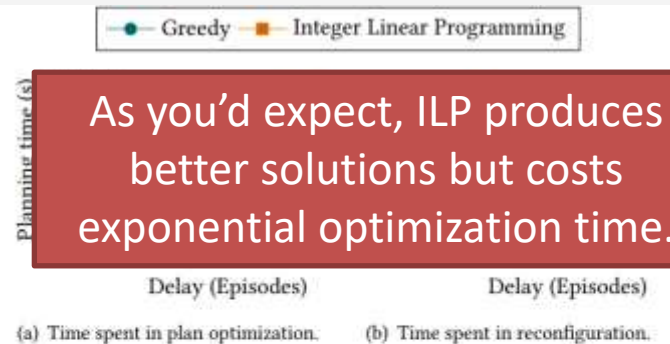 Greedy Integer Linear Programming
Planning time (s)
As you'd expect, ILP produces
better solutions but costs
exponential optimization time.
Delay (Episodes) Delay (Episodes)
(a) Time spent in plan optimization. (b) Time spent in reconfiguration.